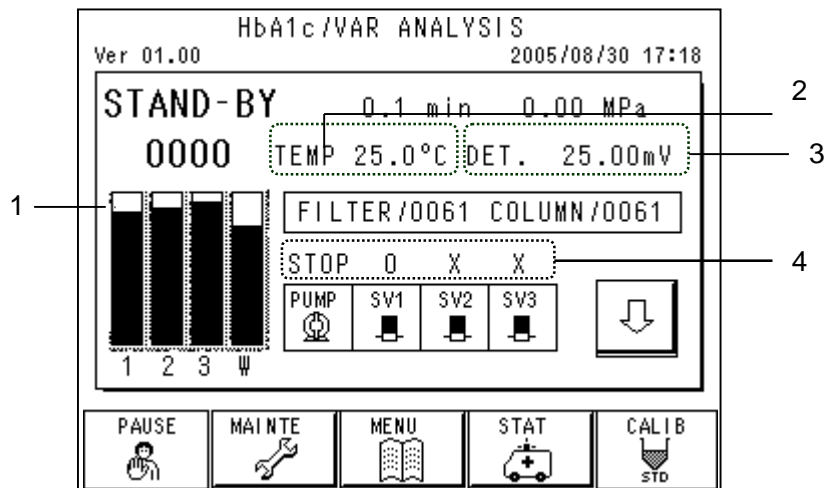 HbA1c/VAR ANALYSIS
Ver 01.00 2005/08/30 17:18
STAND-BY 0.1 min 0.00 MPa
2
0000 TEMP 25.0°C DET. 25.00mV
3
1
FILTER/0061 COLUMN/0061
STOP O X X
4
PUMP SV1 SV2 SV3
1 2 3 W
PAUSE MAINTE MENU STAT CALIB
STD